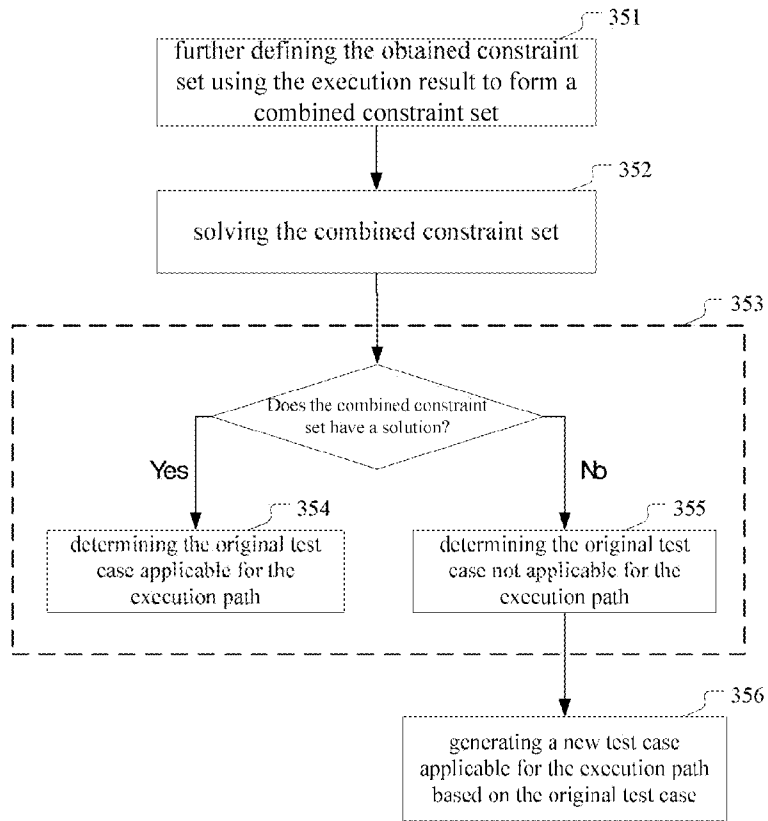 351
further defining the obtained constraint
set using the execution result to form a
combined constraint set
352
solving the combined constraint set
353
Does the combined constraint
set have a solution?
Yes
No
354
355
determining the original test
case applicable for the
execution path
determining the original test
case not applicable for the
execution path
356
generating a new test case
applicable for the execution path
based on the original test case